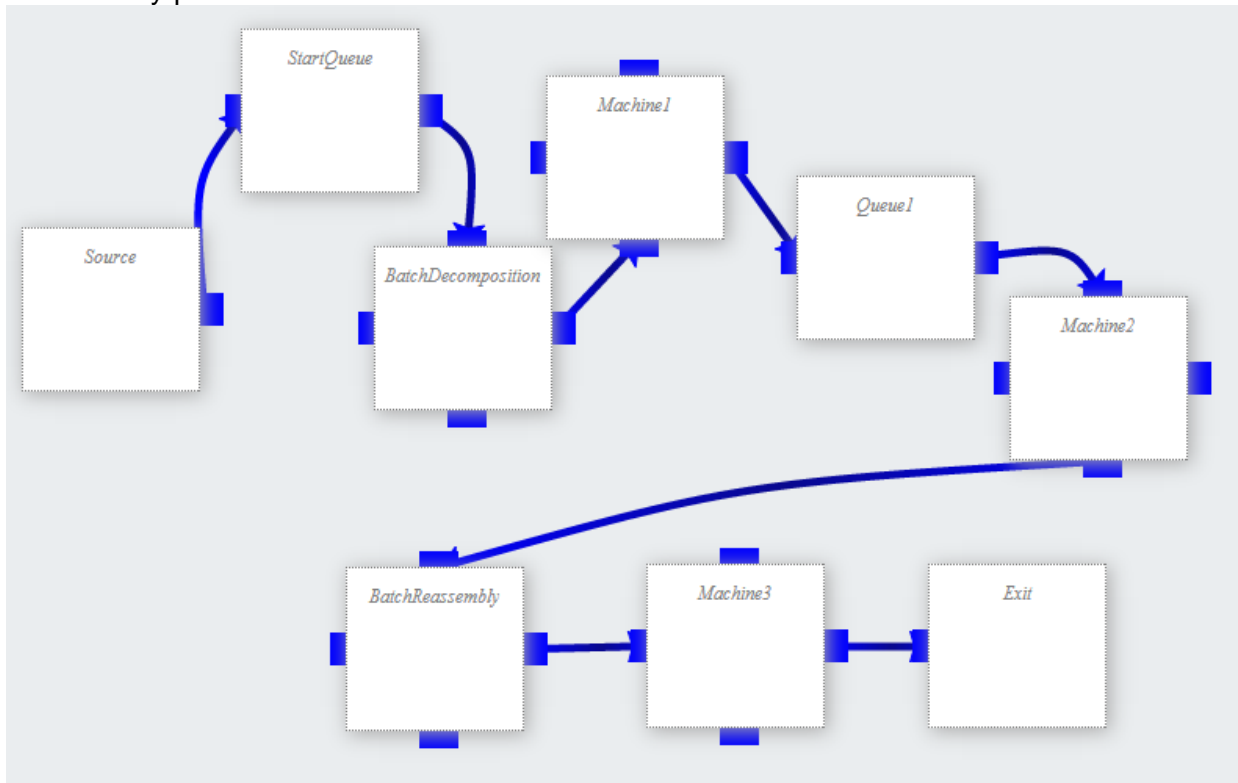 StartQueue
Machine1
Queue1
Source
BatchDecomposition
Machine2
BatchReassembly
Machine3
Exit